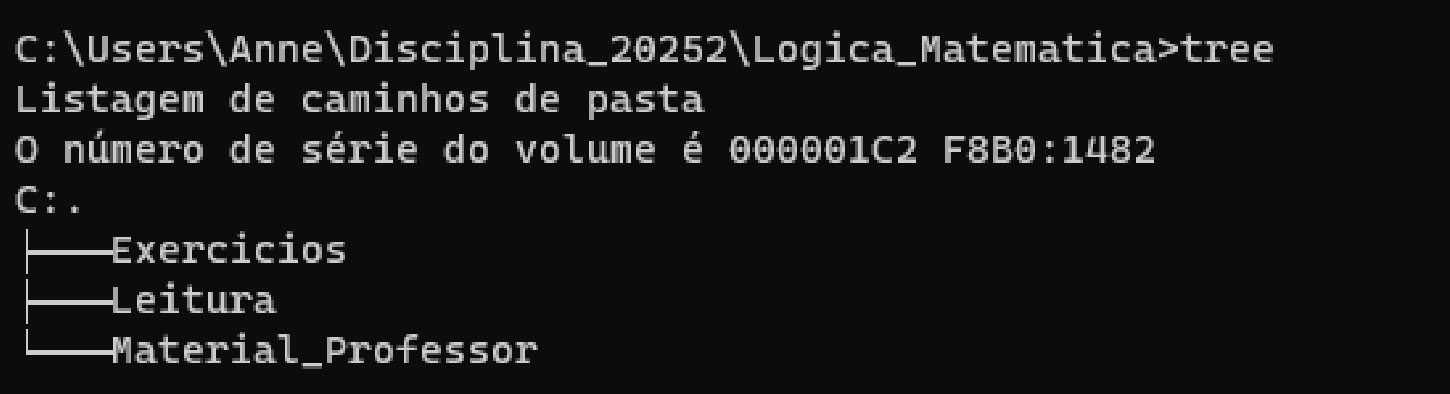 C:\Users\Anne\Disciplina_20252\Logica_Matematica>tree
Listagem de caminhos de pasta
O número de série do volume é 000001C2 F8B0:1482
C:.
├───Exercicios
├───Leitura
└───Material_Professor